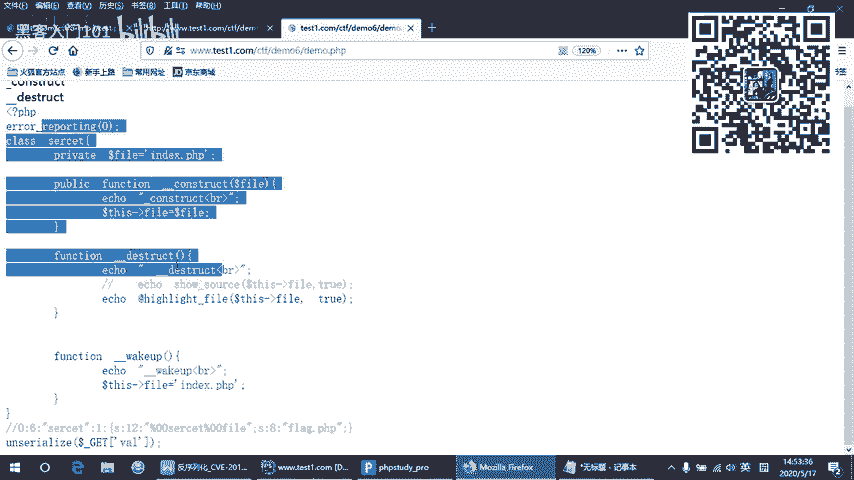 文件(F) 编辑(E) 查看(V) 历史(S) 书签(B) 工具(T) 帮助(H)
黑客入门101 bilibili
test1.com/ctf/demo6/demo.php
www.test1.com/ctf/demo6/demo.php
120%
火狐官方站点 新手上路 常用网址 京东商城
_construct
__destruct
<?php
error_reporting(0);
class sercet{
private $file='index.php';
public function __construct($file){
echo "_construct<br>";
$this->file=$file;
}
function __destruct(){
echo " __destruct<br>";
// echo show_source($this->file,true);
echo @highlight_file($this->file, true);
}
function __wakeup(){
echo "__wakeup<br>";
$this->file='index.php';
}
}
//O:6:"sercet":1:{s:12:"%00sercet%00file";s:8:"flag.php";}
unserialize($_GET['val']);
反序列化_CVE-201...
www.test1.com [D...
phpstudy_pro
Mozilla Firefox
*无标题 - 记事本
英
14:53:36
2020/5/17